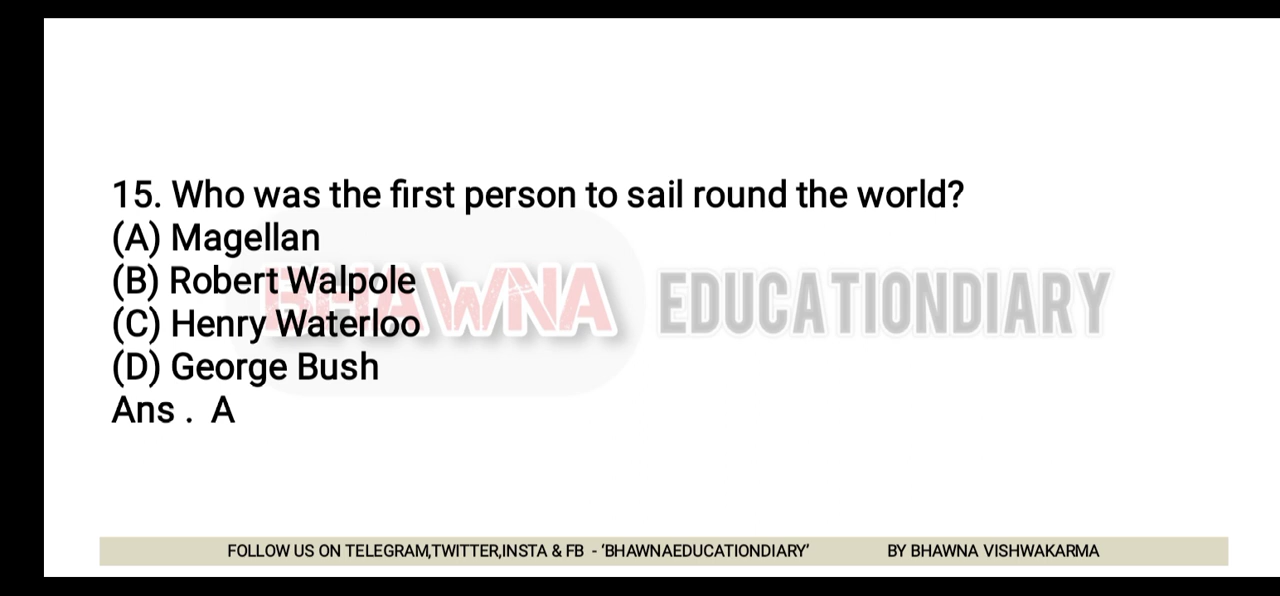 15. Who was the first person to sail round the world?
(A) Magellan
(B) Robert Walpole
(C) Henry Waterloo
(D) George Bush
Ans . A
BHAWNA EDUCATIONDIARY
FOLLOW US ON TELEGRAM,TWITTER,INSTA & FB - 'BHAWNAEDUCATIONDIARY' BY BHAWNA VISHWAKARMA